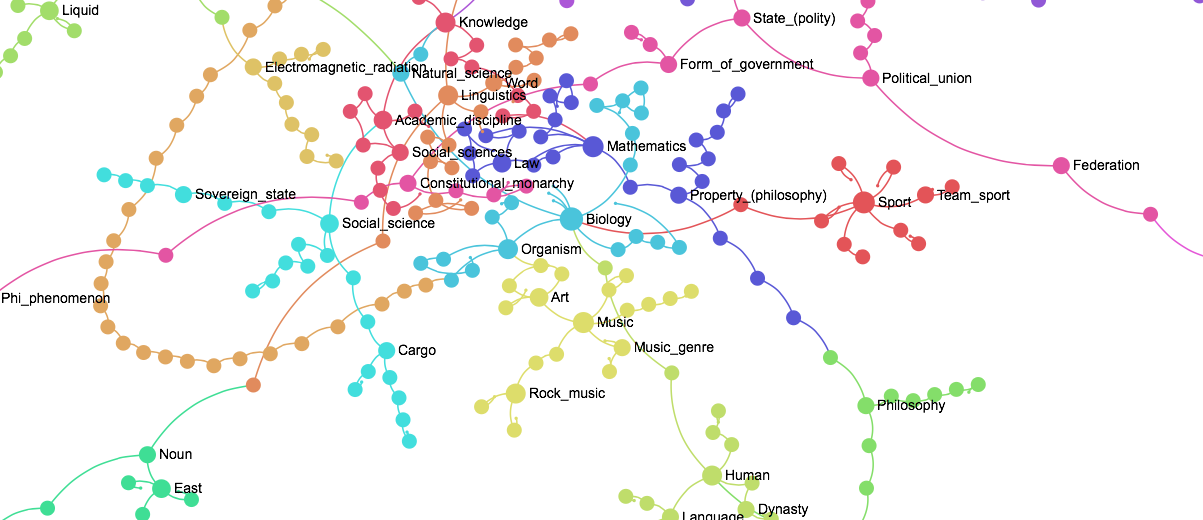 Liquid
Knowledge
State_(polity)
Electromagnetic_radiation
Natural_science
Form_of_government
Political_union
Word
Linguistics
Academic_discipline
Mathematics
Social_sciences
Law
Federation
Constitutional_monarchy
Sovereign_state
Property_(philosophy)
Sport
Team_sport
Social_science
Biology
Organism
Phi_phenomenon
Art
Music
Cargo
Music_genre
Rock_music
Philosophy
Noun
East
Human
Dynasty
Language